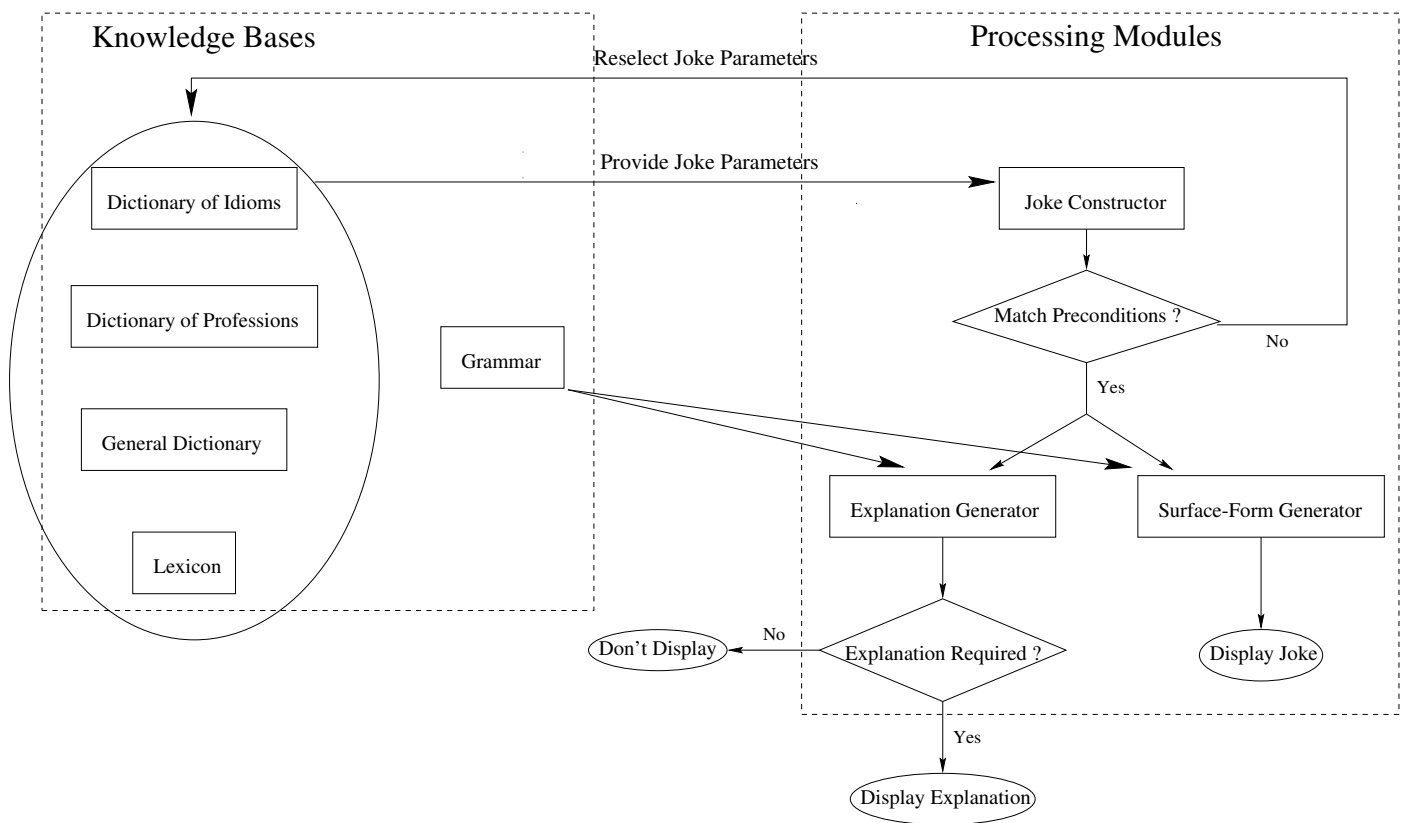 Knowledge Bases
Processing Modules
Reselect Joke Parameters
Provide Joke Parameters
Dictionary of Idioms
Joke Constructor
Dictionary of Professions
Match Preconditions ?
No
Grammar
Yes
General Dictionary
Explanation Generator
Surface-Form Generator
Lexicon
No
Don't Display
Explanation Required ?
Display Joke
Yes
Display Explanation